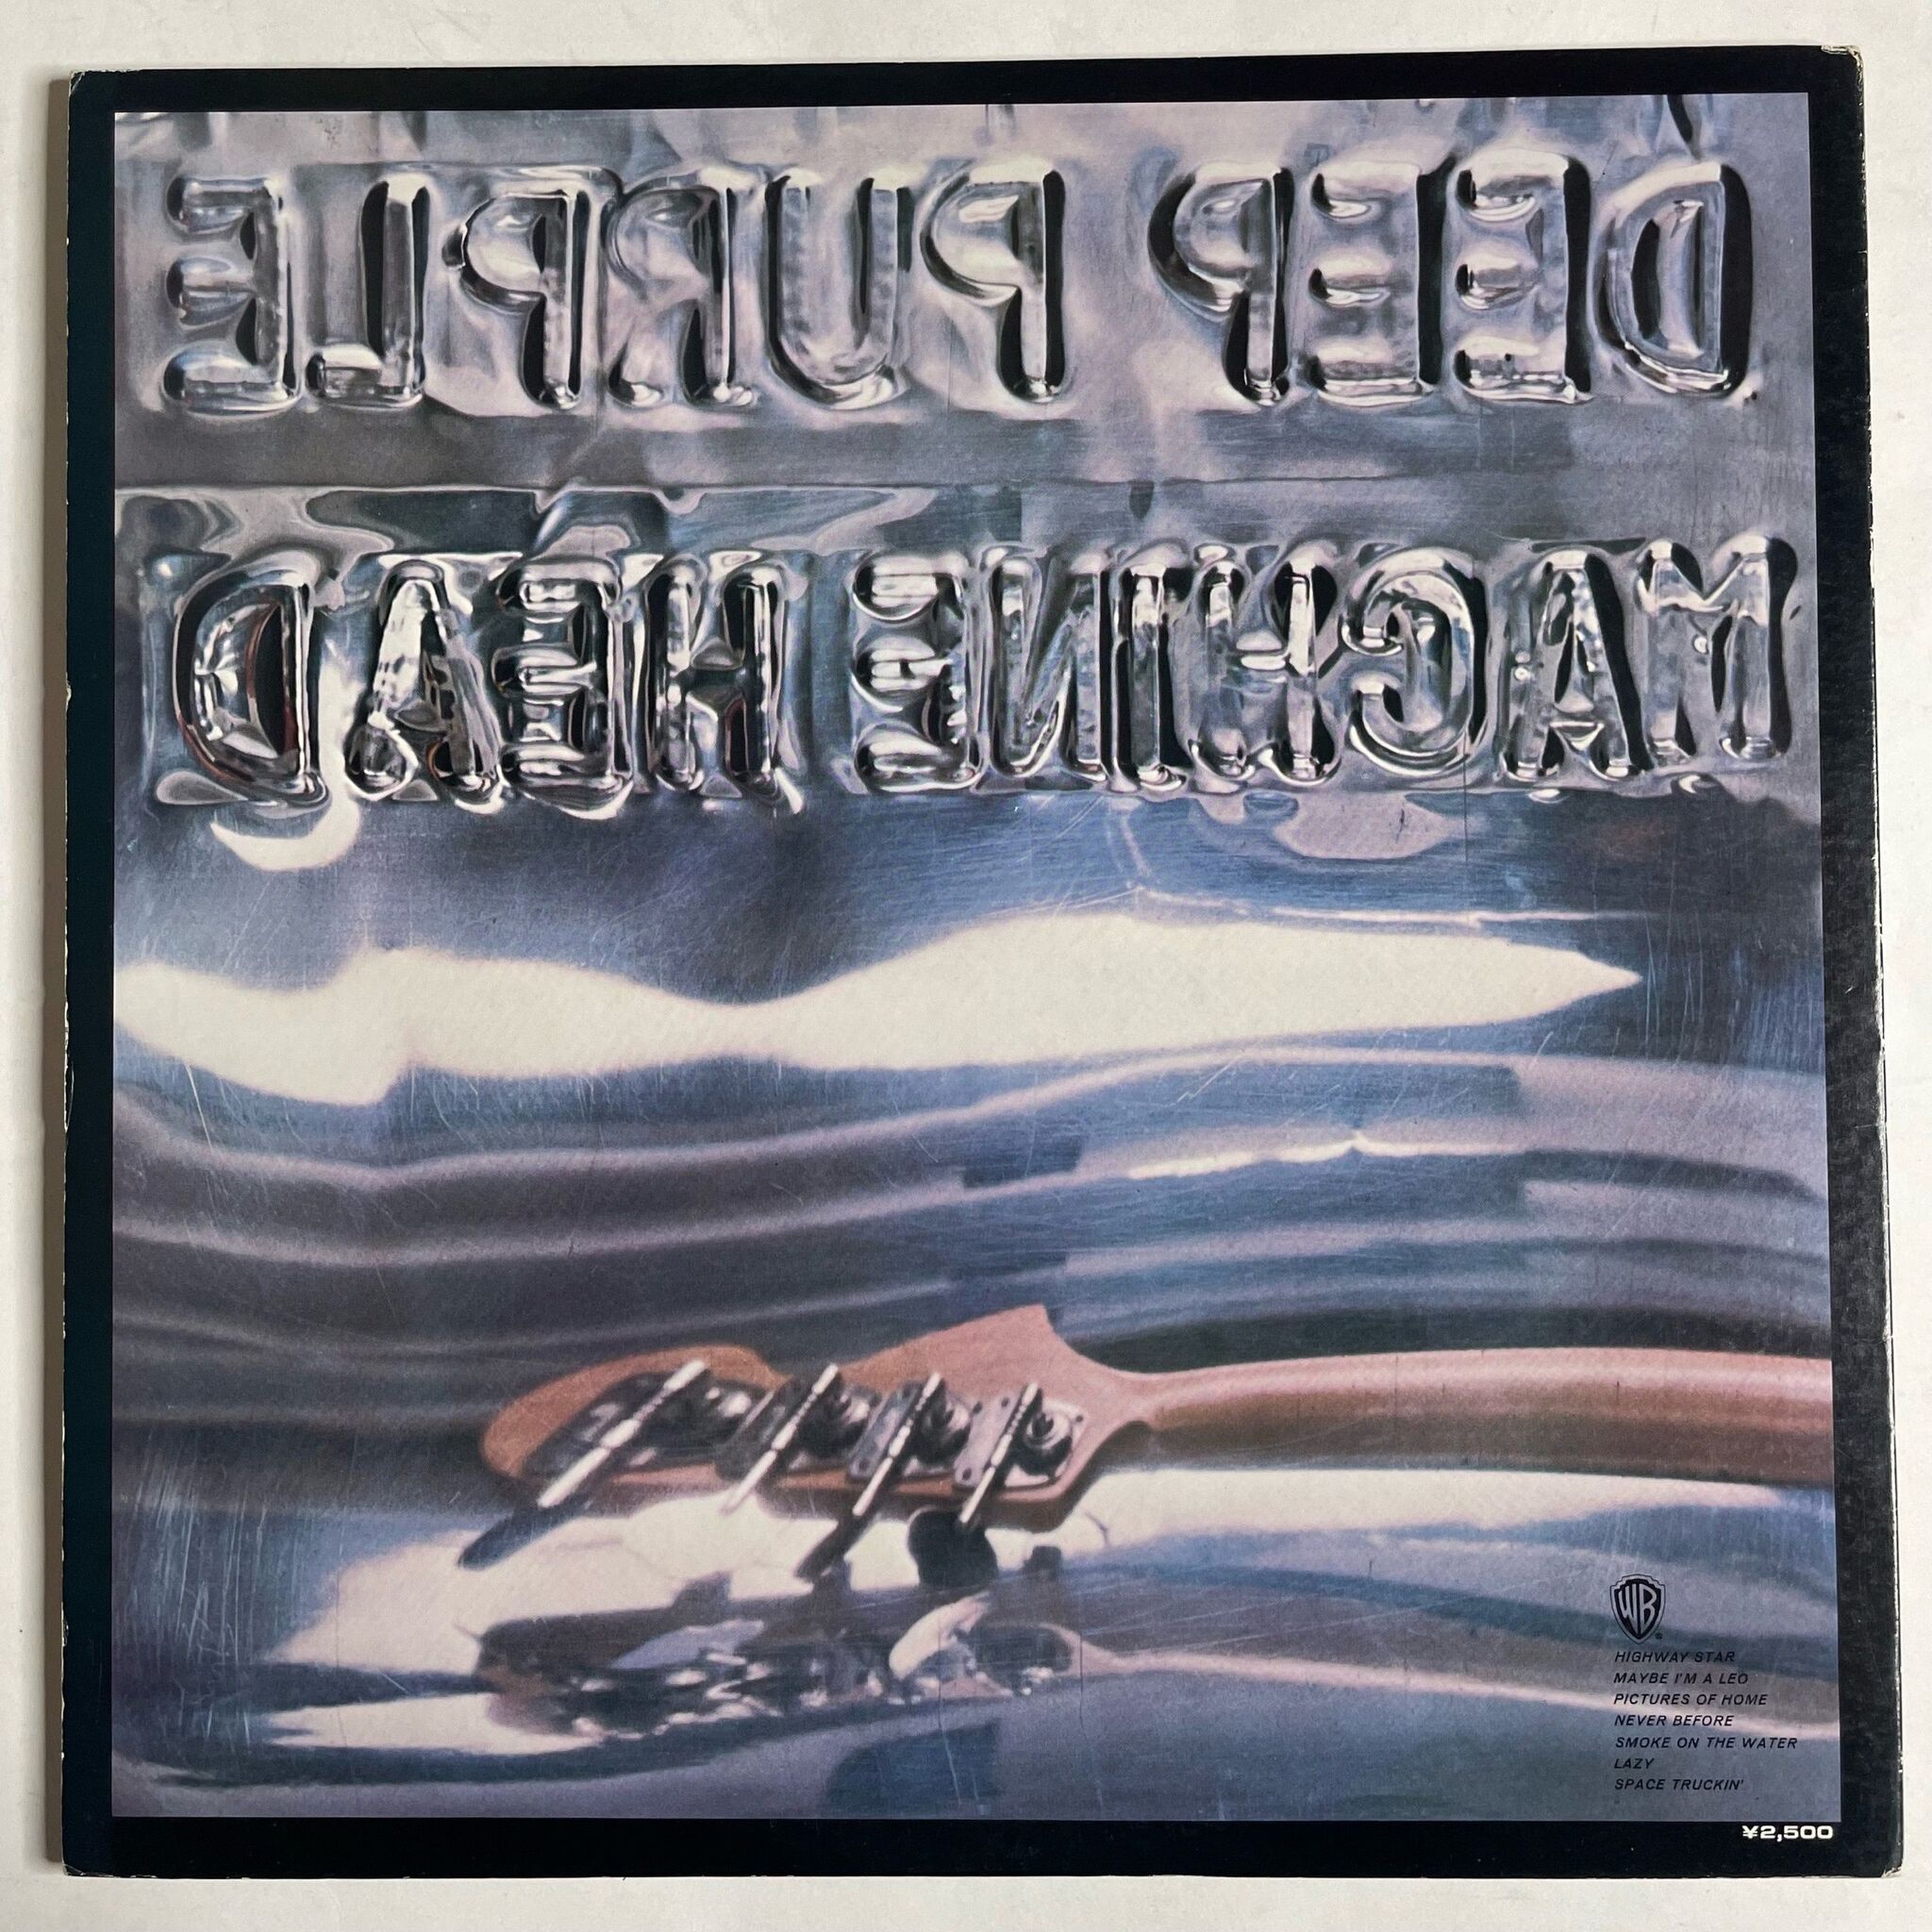 DEEP PURPLE
MACHINE HEAD
WB
HIGHWAY STAR
MAYBE I'M A LEO
PICTURES OF HOME
NEVER BEFORE
SMOKE ON THE WATER
LAZY
SPACE TRUCKIN'
¥2,500